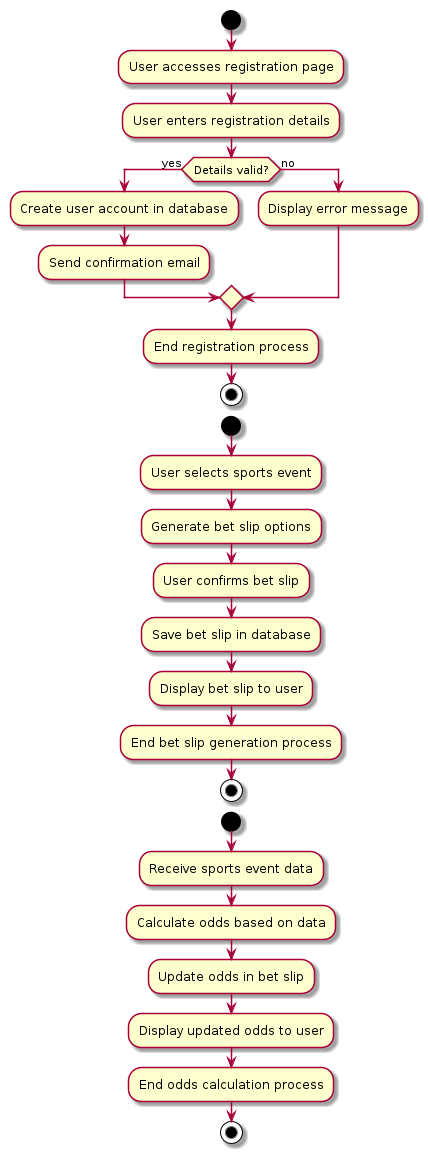 User accesses registration page
User enters registration details
yes
Details valid?
no
Create user account in database
Display error message
Send confirmation email
End registration process
User selects sports event
Generate bet slip options
User confirms bet slip
Save bet slip in database
Display bet slip to user
End bet slip generation process
Receive sports event data
Calculate odds based on data
Update odds in bet slip
Display updated odds to user
End odds calculation process